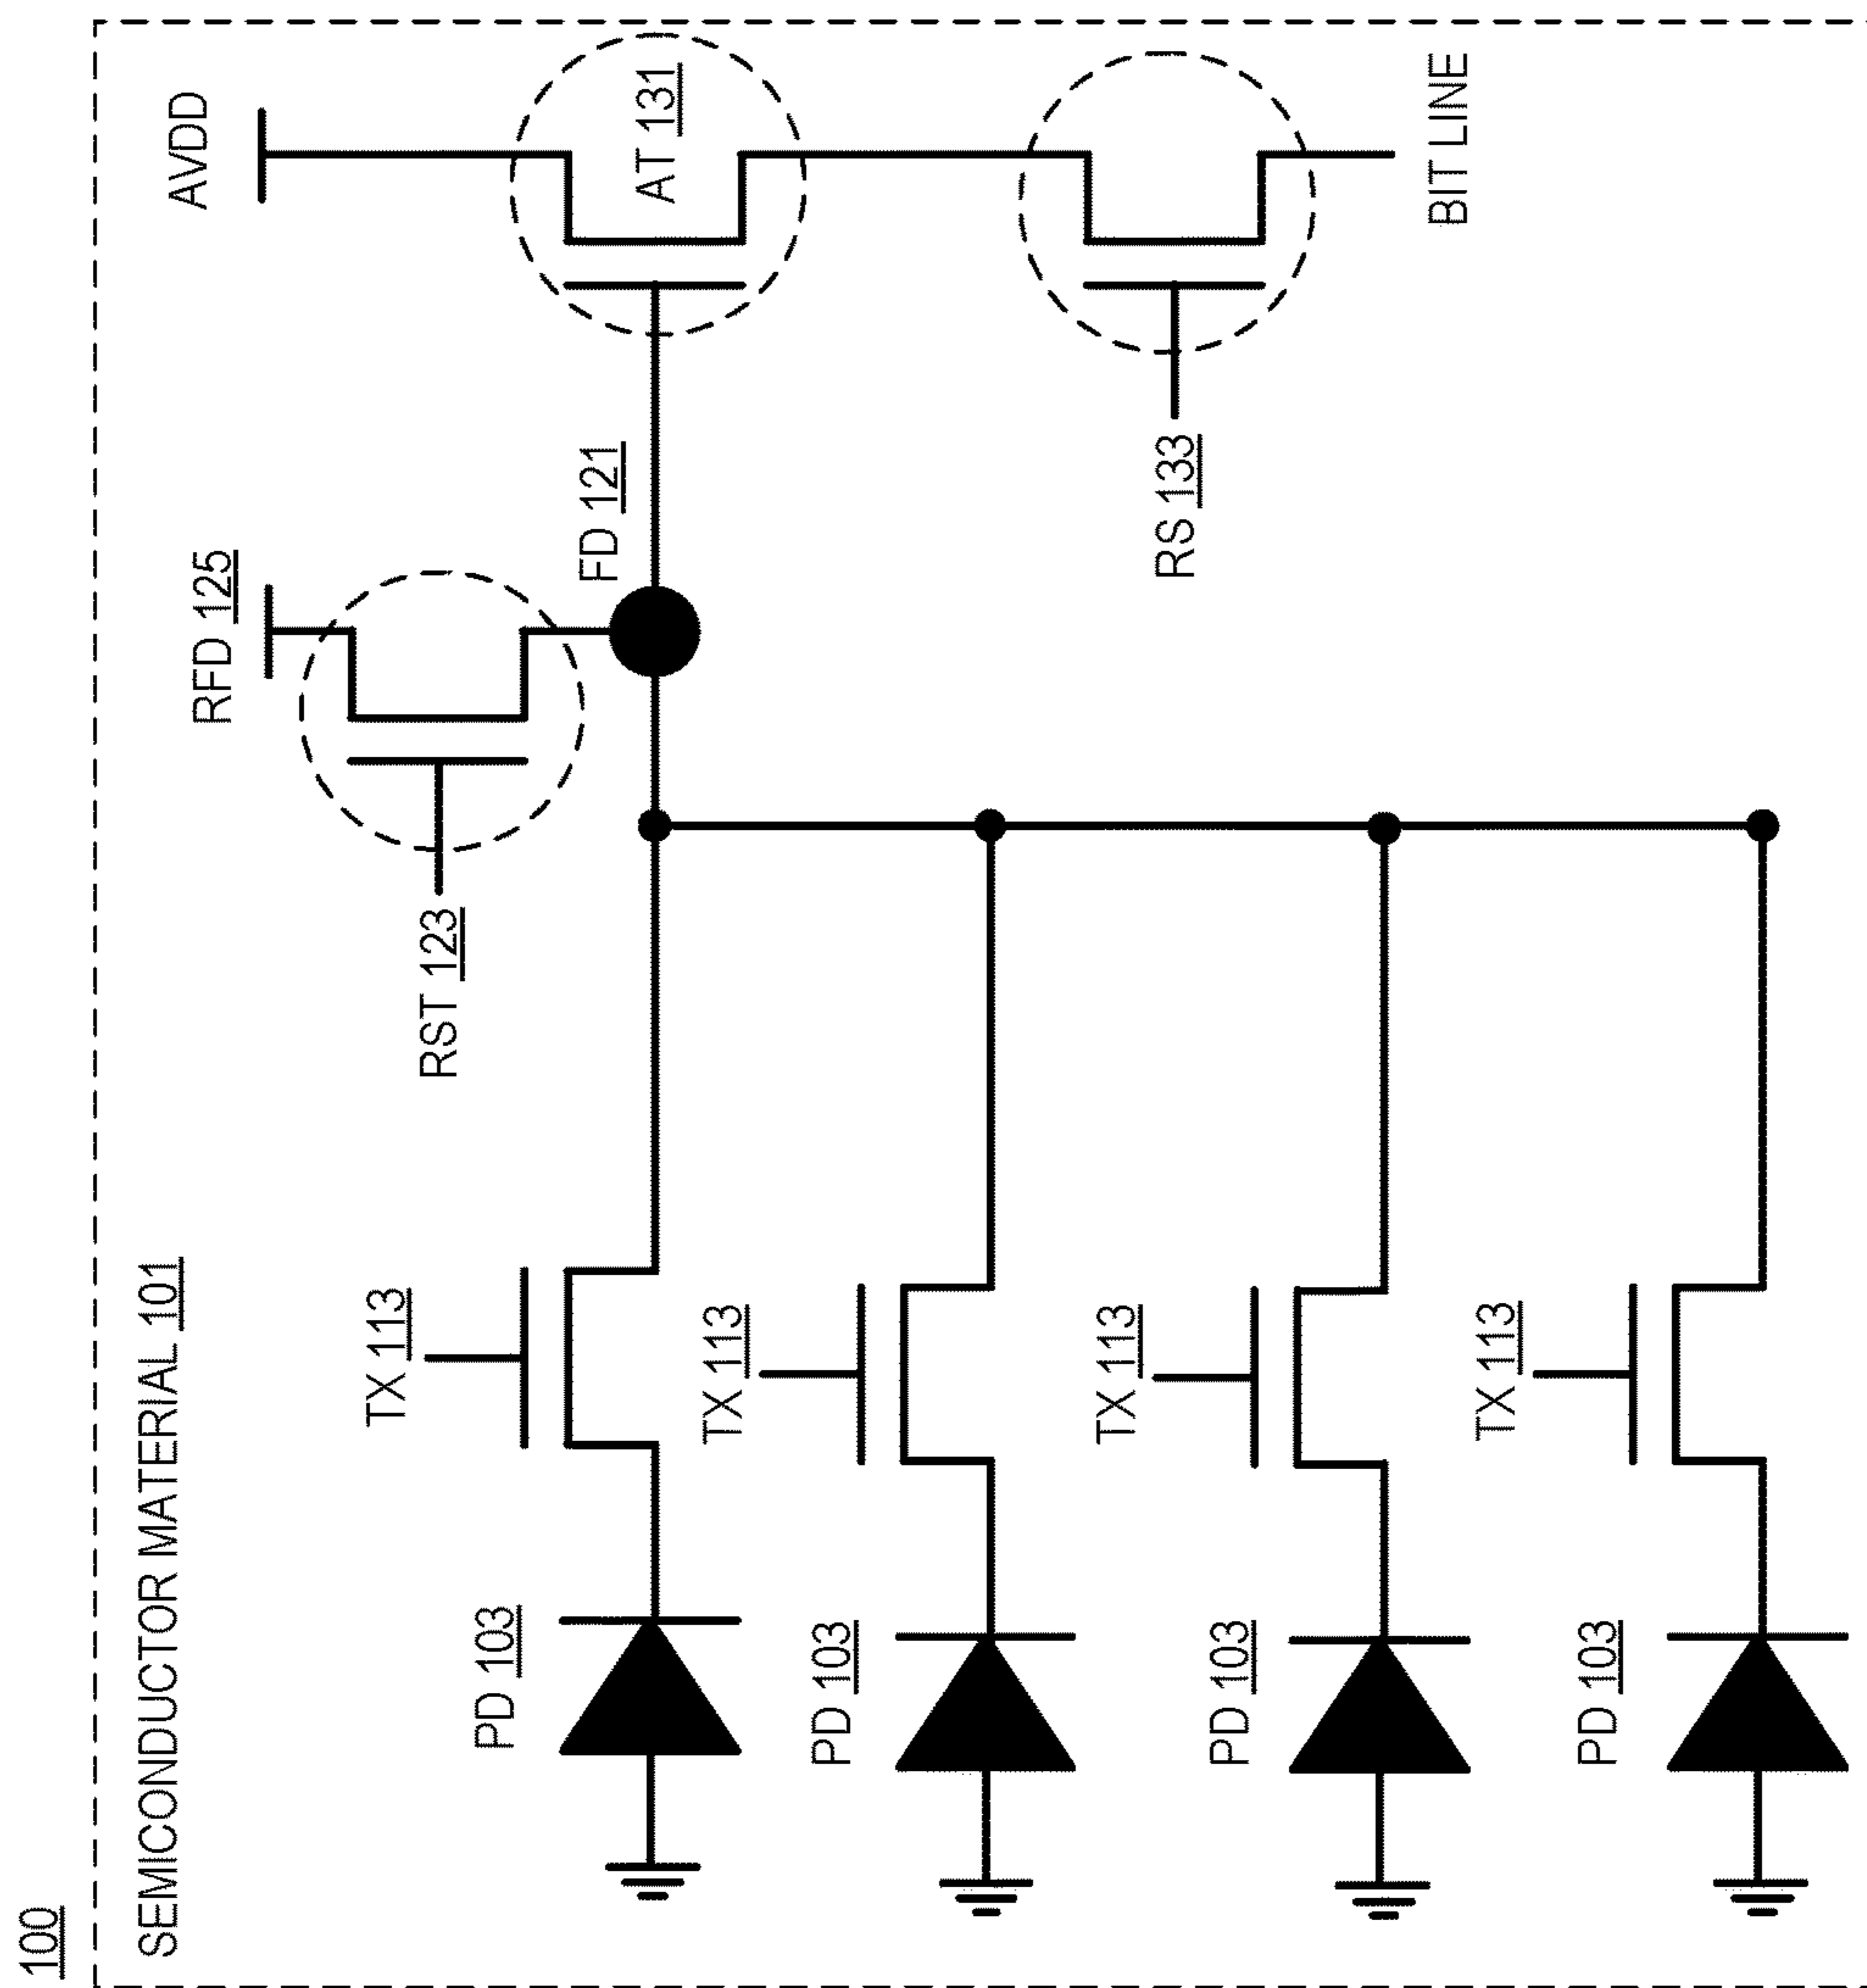 100
SEMICONDUCTOR MATERIAL 101
AVDD
RFD 125
AT 131
FD 121
RST 123
TX 113
PD 103
TX 113
PD 103
RS 133
TX 113
PD 103
BIT LINE
TX 113
PD 103